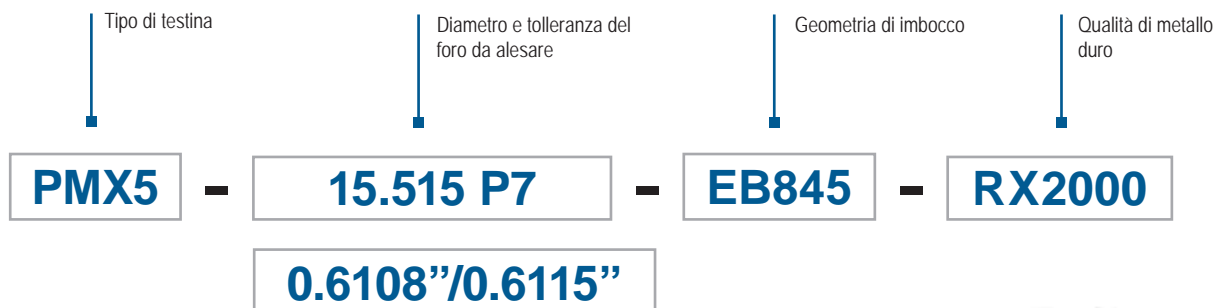 Tipo di testina
Diametro e tolleranza del
foro da alesare
Geometria di imbocco
Qualità di metallo
duro
PMX5 - 15.515 P7 - EB845 - RX2000
0.6108”/0.6115”